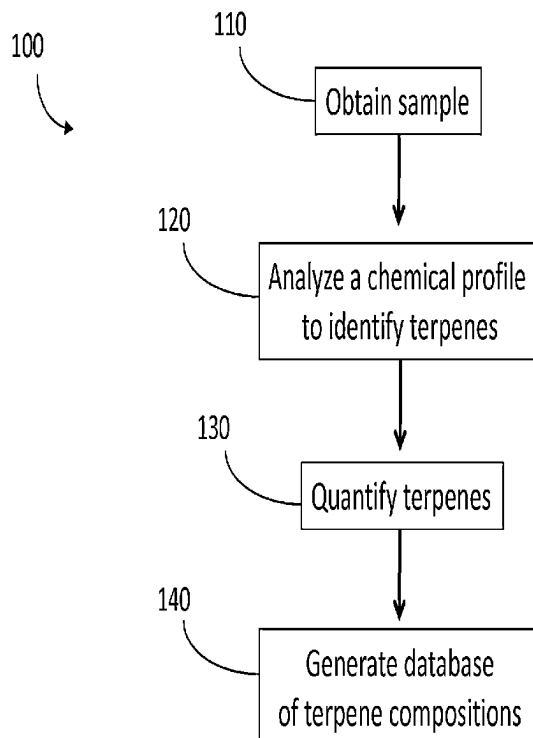 100
110
Obtain sample
120
Analyze a chemical profile
to identify terpenes
130
Quantify terpenes
140
Generate database
of terpene compositions